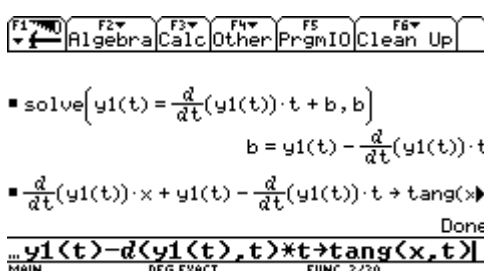 F1 F2 Algebra F3 Calc F4 Other F5 PrgmIO F6 Clean Up
solve(y1(t) = d/dt(y1(t))·t + b, b)
b = y1(t) - d/dt(y1(t))·t
d/dt(y1(t))·x + y1(t) - d/dt(y1(t))·t → tang(x
Done
…y1(t)-d(y1(t),t)*t→tang(x,t)
MAIN DEG EXACT FUNC 2/30